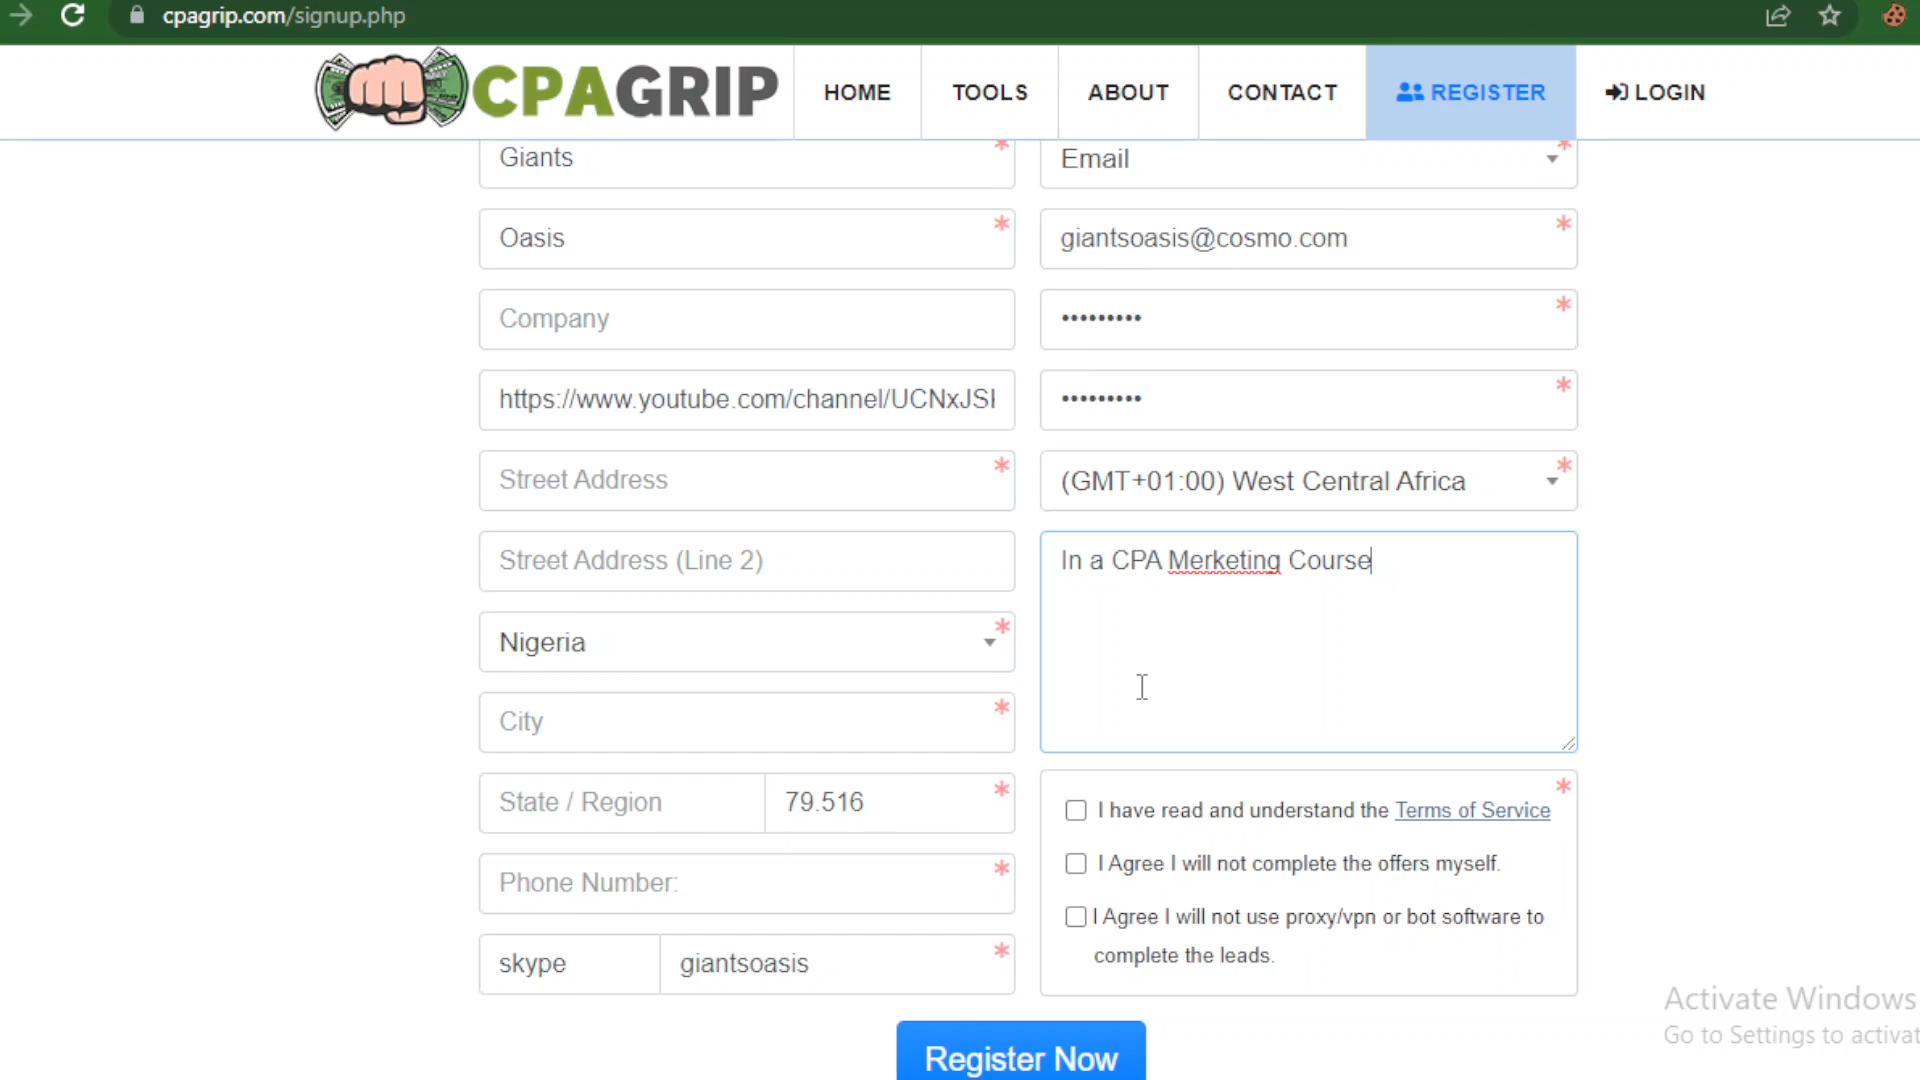 cpagrip.com/signup.php
CPAGRIP
HOME
TOOLS
ABOUT
CONTACT
REGISTER
LOGIN
Giants
*
Email
*
Oasis
*
giantsoasis@cosmo.com
*
Company
•••••••••
*
https://www.youtube.com/channel/UCNxJSI
•••••••••
*
Street Address
*
(GMT+01:00) West Central Africa
*
Street Address (Line 2)
In a CPA Merketing Course
Nigeria
*
City
*
State / Region
79.516
*
Phone Number:
*
skype
giantsoasis
*
*
I have read and understand the Terms of Service
I Agree I will not complete the offers myself.
I Agree I will not use proxy/vpn or bot software to
complete the leads.
Register Now
Activate Windows
Go to Settings to activat